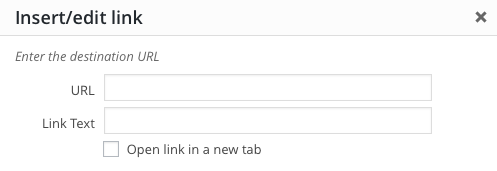 Insert/edit link
Enter the destination URL
URL
Link Text
Open link in a new tab